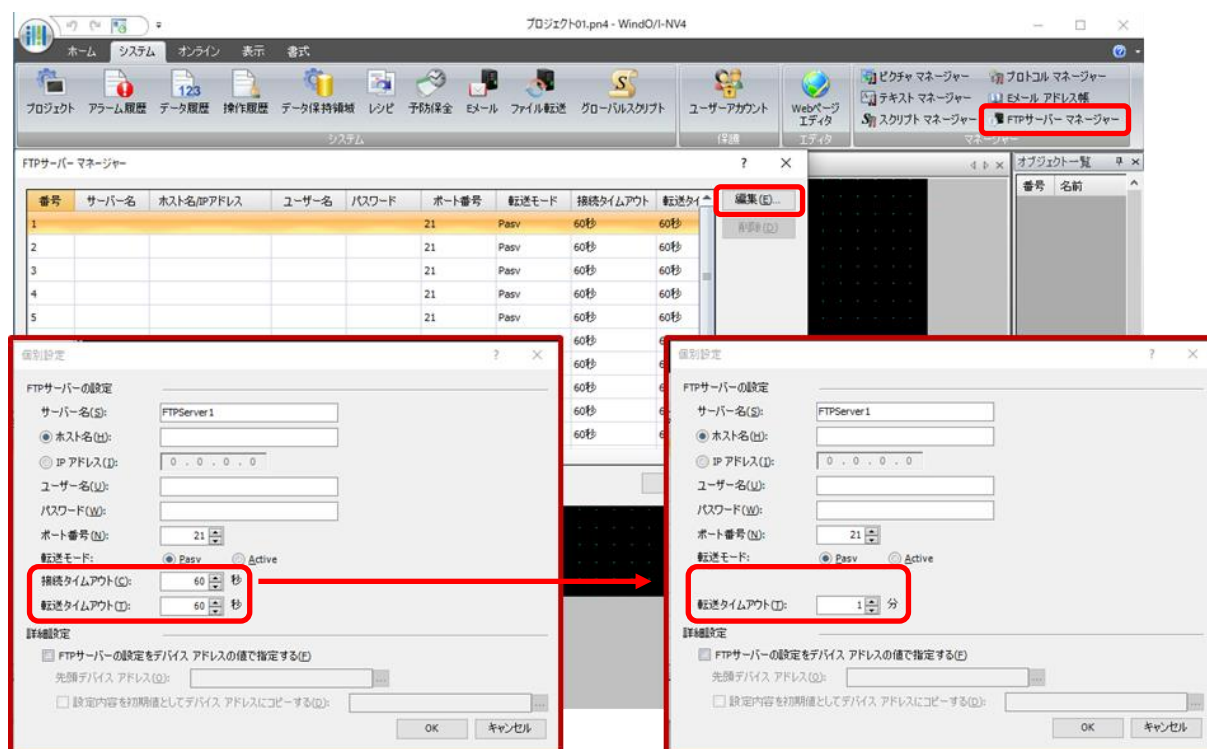 プロジェクト01.pn4 - WindO/I-NV4
ホーム システム オンライン 表示 書式
プロジェクト アラーム履歴 データ履歴 操作履歴 データ保持領域 レシピ 予防保全 Eメール ファイル転送 グローバルスクリプト ユーザーアカウント Webページ エディタ
123
ピクチャ マネージャー プロトコル マネージャー
テキスト マネージャー Eメール アドレス帳
スクリプト マネージャー FTPサーバー マネージャー
システム 保護 エディタ マネージャー
FTPサーバー マネージャー ? ×
オブジェクト一覧
番号 名前
番号 サーバー名 ホスト名/IPアドレス ユーザー名 パスワード ポート番号 転送モード 接続タイムアウト 転送タイ 編集(E)...
1 21 Pasv 60秒 60秒 削除(D)
2 21 Pasv 60秒 60秒
3 21 Pasv 60秒 60秒
4 21 Pasv 60秒 60秒
5 21 Pasv 60秒 60秒
60秒 6
60秒 6
60秒 6
60秒 6
60秒 6
個別設定 ? ×
FTPサーバーの設定
サーバー名(S): FTPServer1
ホスト名(H):
IP アドレス(I): 0 . 0 . 0 . 0
ユーザー名(U):
パスワード(W):
ポート番号(N): 21
転送モード: Pasv Active
接続タイムアウト(C): 60 秒
転送タイムアウト(T): 60 秒
詳細設定
FTPサーバーの設定をデバイス アドレスの値で指定する(F)
先頭デバイス アドレス(O): ...
設定内容を初期値としてデバイス アドレスにコピーする(D): ...
OK キャンセル
個別設定 ? ×
FTPサーバーの設定
サーバー名(S): FTPServer1
ホスト名(H):
IP アドレス(I): 0 . 0 . 0 . 0
ユーザー名(U):
パスワード(W):
ポート番号(N): 21
転送モード: Pasv Active
転送タイムアウト(T): 1 分
詳細設定
FTPサーバーの設定をデバイス アドレスの値で指定する(F)
先頭デバイス アドレス(O): ...
設定内容を初期値としてデバイス アドレスにコピーする(D): ...
OK キャンセル